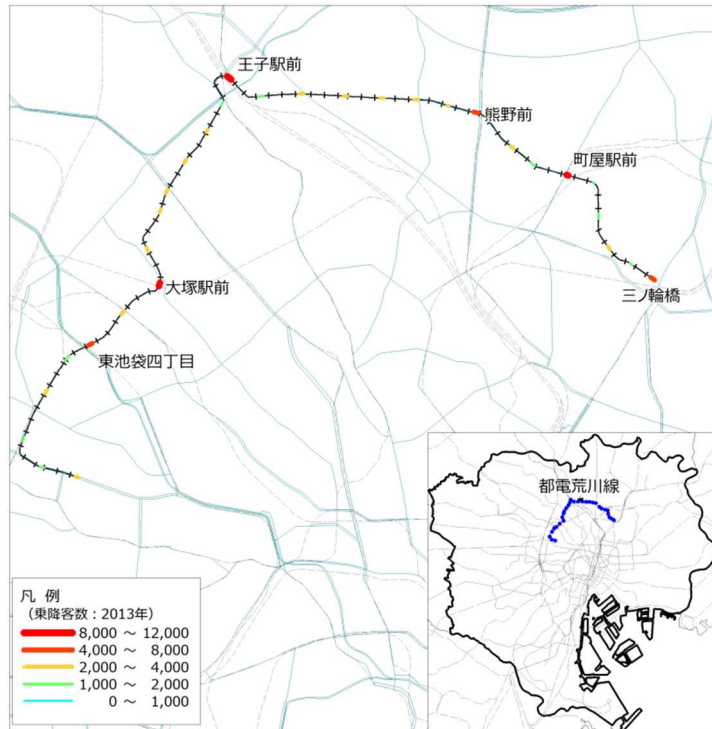 王子駅前
熊野前
町屋駅前
三ノ輪橋
大塚駅前
東池袋四丁目
都電荒川線
凡 例
(乗降客数:2013年)
8,000 ~ 12,000
4,000 ~ 8,000
2,000 ~ 4,000
1,000 ~ 2,000
0 ~ 1,000